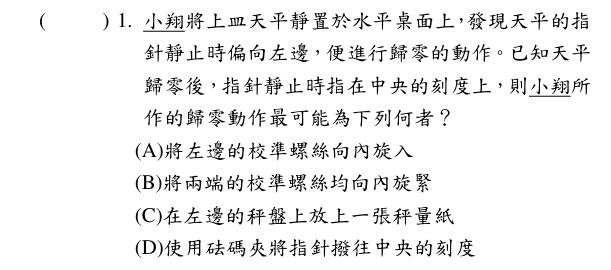 (　　) 1. 小翔將上皿天平靜置於水平桌面上，發現天平的指
針靜止時偏向左邊，便進行歸零的動作。已知天平
歸零後，指針靜止時指在中央的刻度上，則小翔所
作的歸零動作最可能為下列何者？
(A)將左邊的校準螺絲向內旋入
(B)將兩端的校準螺絲均向內旋緊
(C)在左邊的秤盤上放上一張秤量紙
(D)使用砝碼夾將指針撥往中央的刻度